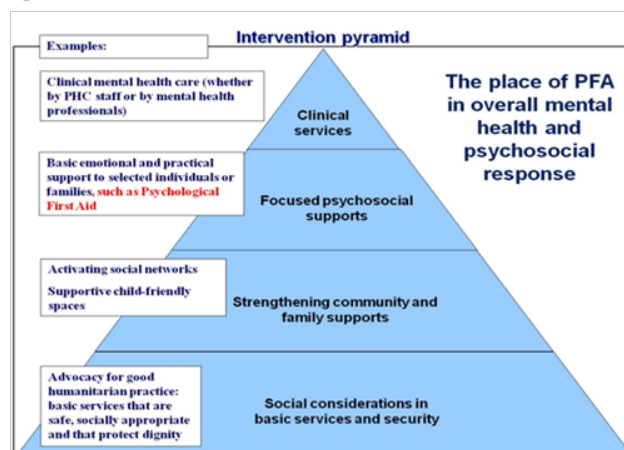 Intervention pyramid
Examples:
Clinical mental health care (whether
by PHC staff or by mental health
professionals)
The place of PFA
in overall mental
health and
psychosocial
response
Clinical
services
Basic emotional and practical
support to selected individuals or
families, such as Psychological
First Aid
Focused psychosocial
supports
Activating social networks
Supportive child-friendly
spaces
Strengthening community and
family supports
Advocacy for good
humanitarian practice:
basic services that are
safe, socially appropriate
and that protect dignity
Social considerations in
basic services and security